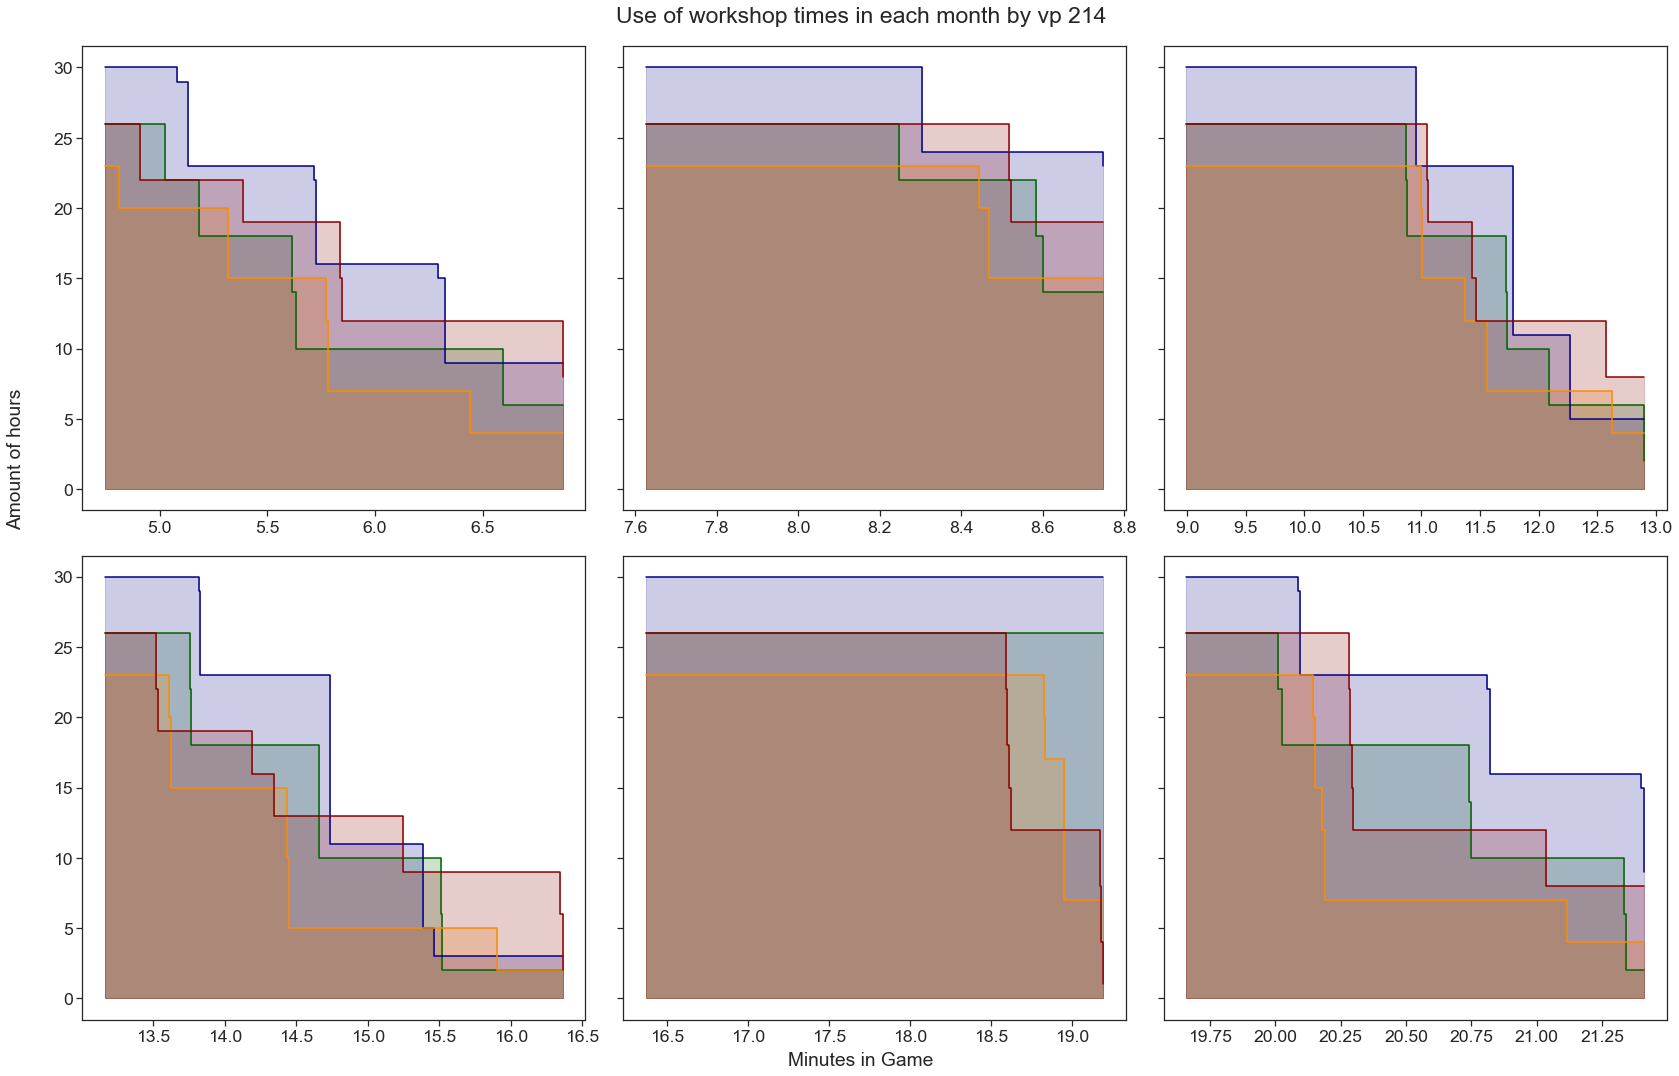 Use of workshop times in each month by vp 214
30
25
20
15
10
5
0
5.0 5.5 6.0 6.5
7.6 7.8 8.0 8.2 8.4 8.6 8.8
9.0 9.5 10.0 10.5 11.0 11.5 12.0 12.5 13.0
Amount of hours
30
25
20
15
10
5
0
13.5 14.0 14.5 15.0 15.5 16.0 16.5
16.5 17.0 17.5 18.0 18.5 19.0
19.75 20.00 20.25 20.50 20.75 21.00 21.25
Minutes in Game